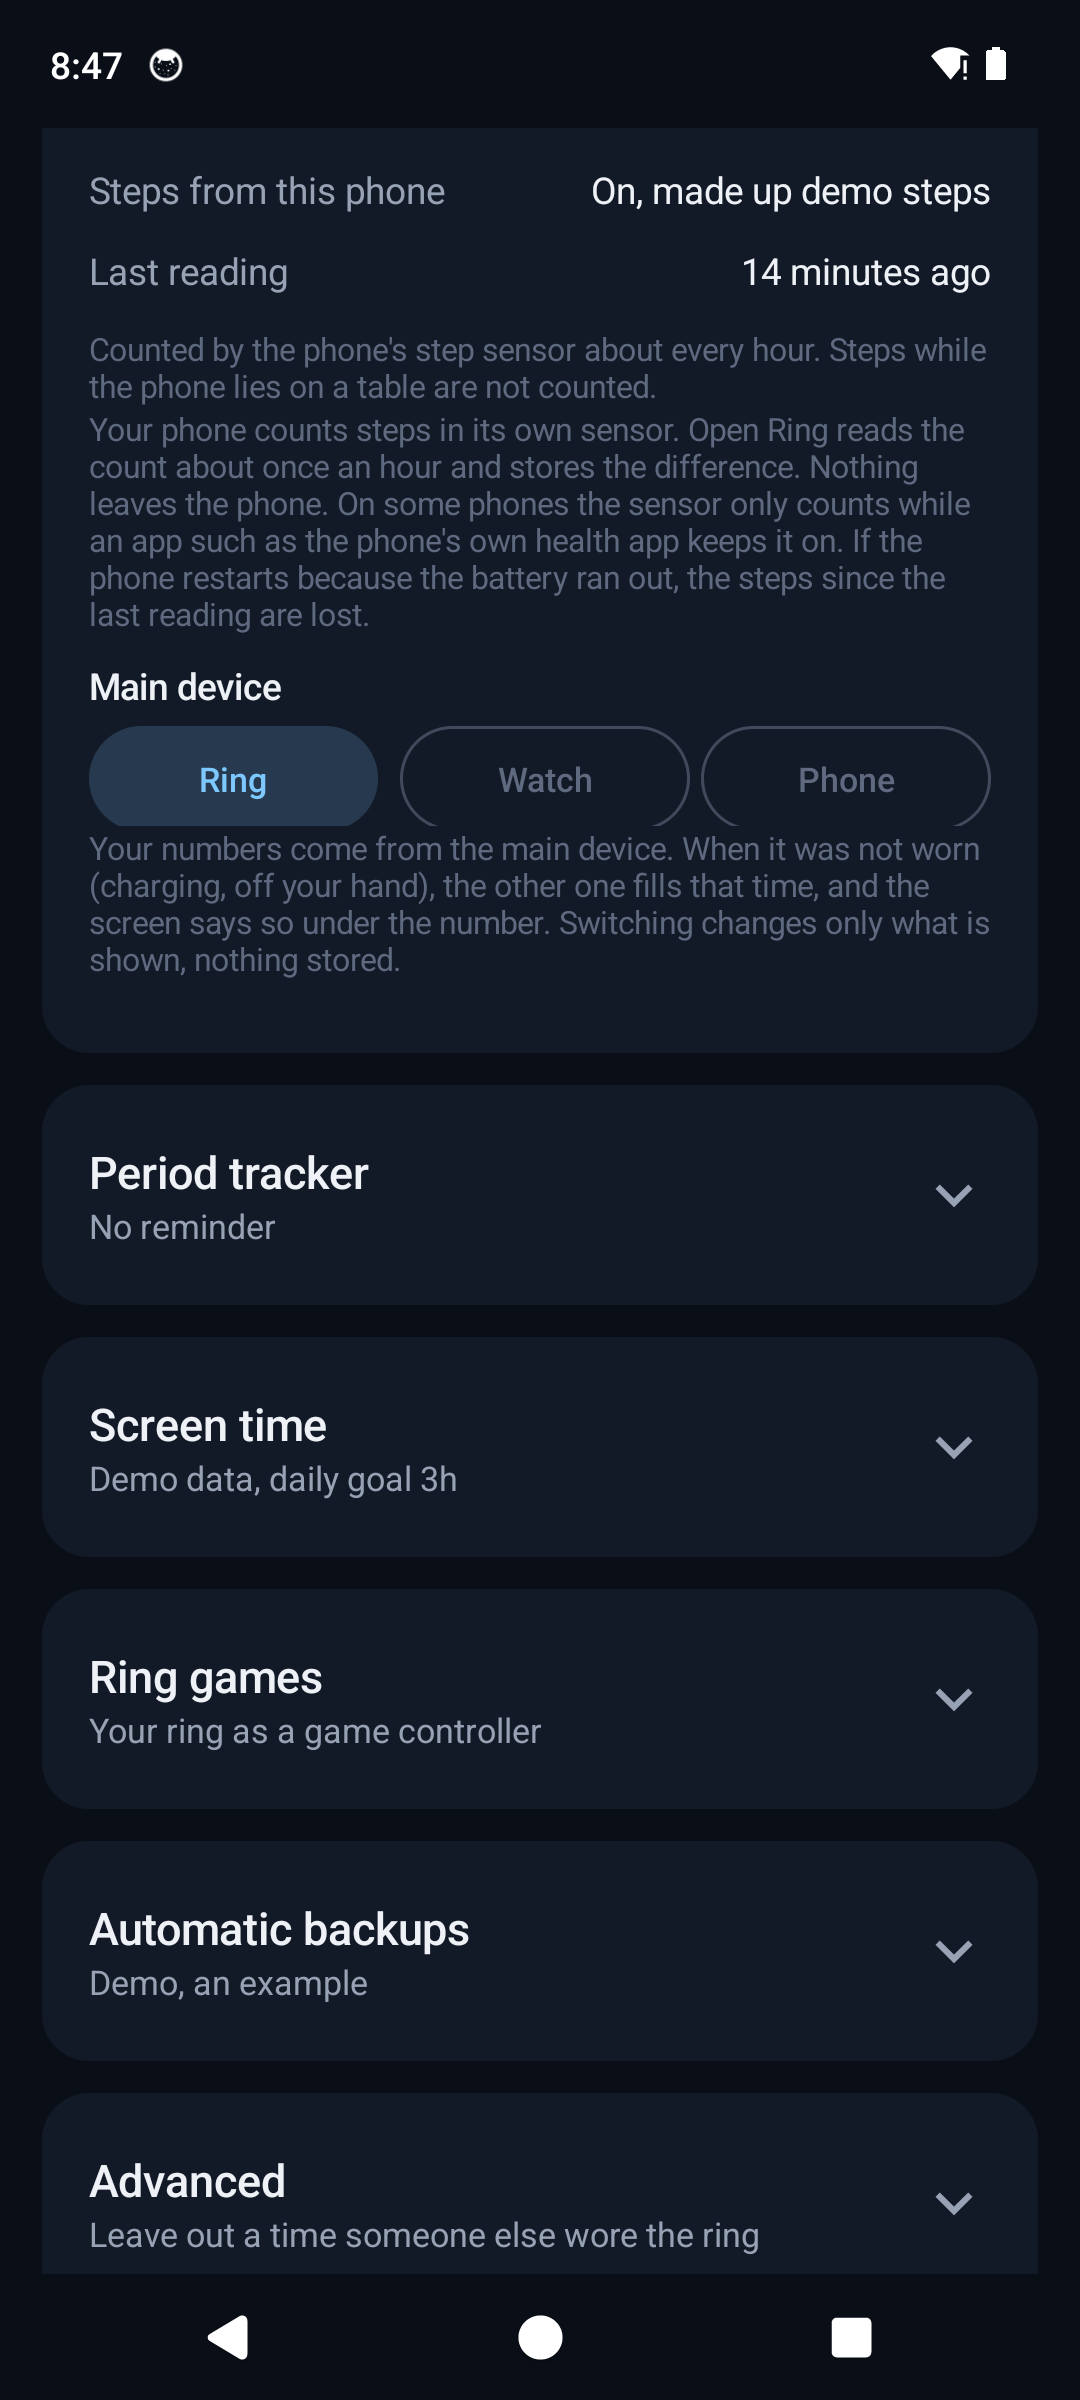 8:47
Steps from this phone
On, made up demo steps
Last reading
14 minutes ago
Counted by the phone's step sensor about every hour. Steps while
the phone lies on a table are not counted.
Your phone counts steps in its own sensor. Open Ring reads the
count about once an hour and stores the difference. Nothing
leaves the phone. On some phones the sensor only counts while
an app such as the phone's own health app keeps it on. If the
phone restarts because the battery ran out, the steps since the
last reading are lost.
Main device
Ring
Watch
Phone
Your numbers come from the main device. When it was not worn
(charging, off your hand), the other one fills that time, and the
screen says so under the number. Switching changes only what is
shown, nothing stored.
Period tracker
No reminder
Screen time
Demo data, daily goal 3h
Ring games
Your ring as a game controller
Automatic backups
Demo, an example
Advanced
Leave out a time someone else wore the ring